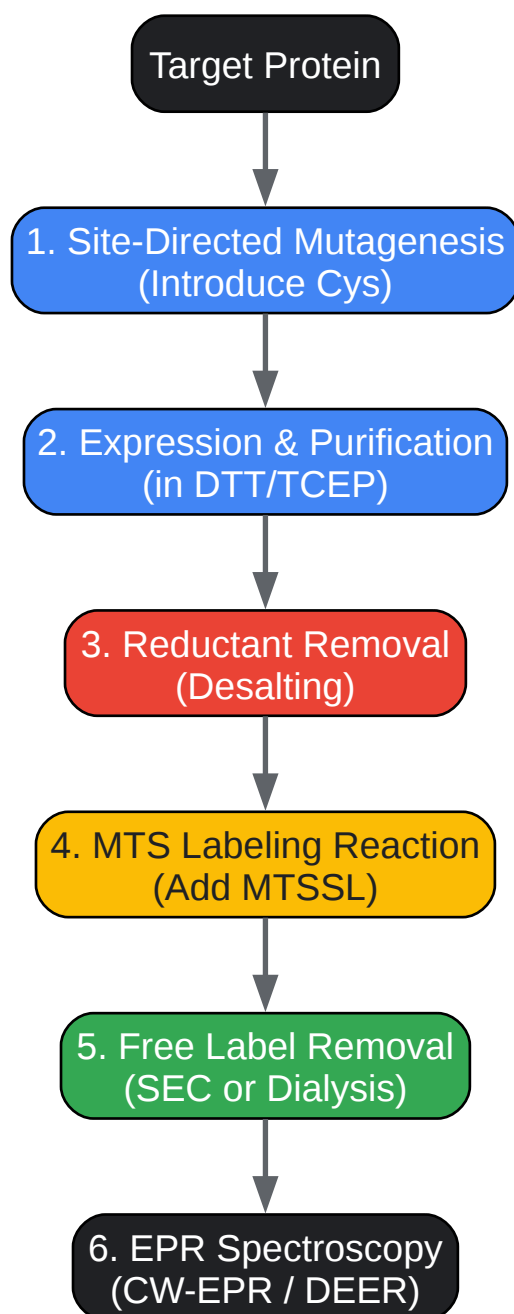 Target Protein
1. Site-Directed Mutagenesis
(Introduce Cys)
2. Expression & Purification
(in DTT/TCEP)
3. Reductant Removal
(Desalting)
4. MTS Labeling Reaction
(Add MTSSL)
5. Free Label Removal
(SEC or Dialysis)
6. EPR Spectroscopy
(CW-EPR / DEER)